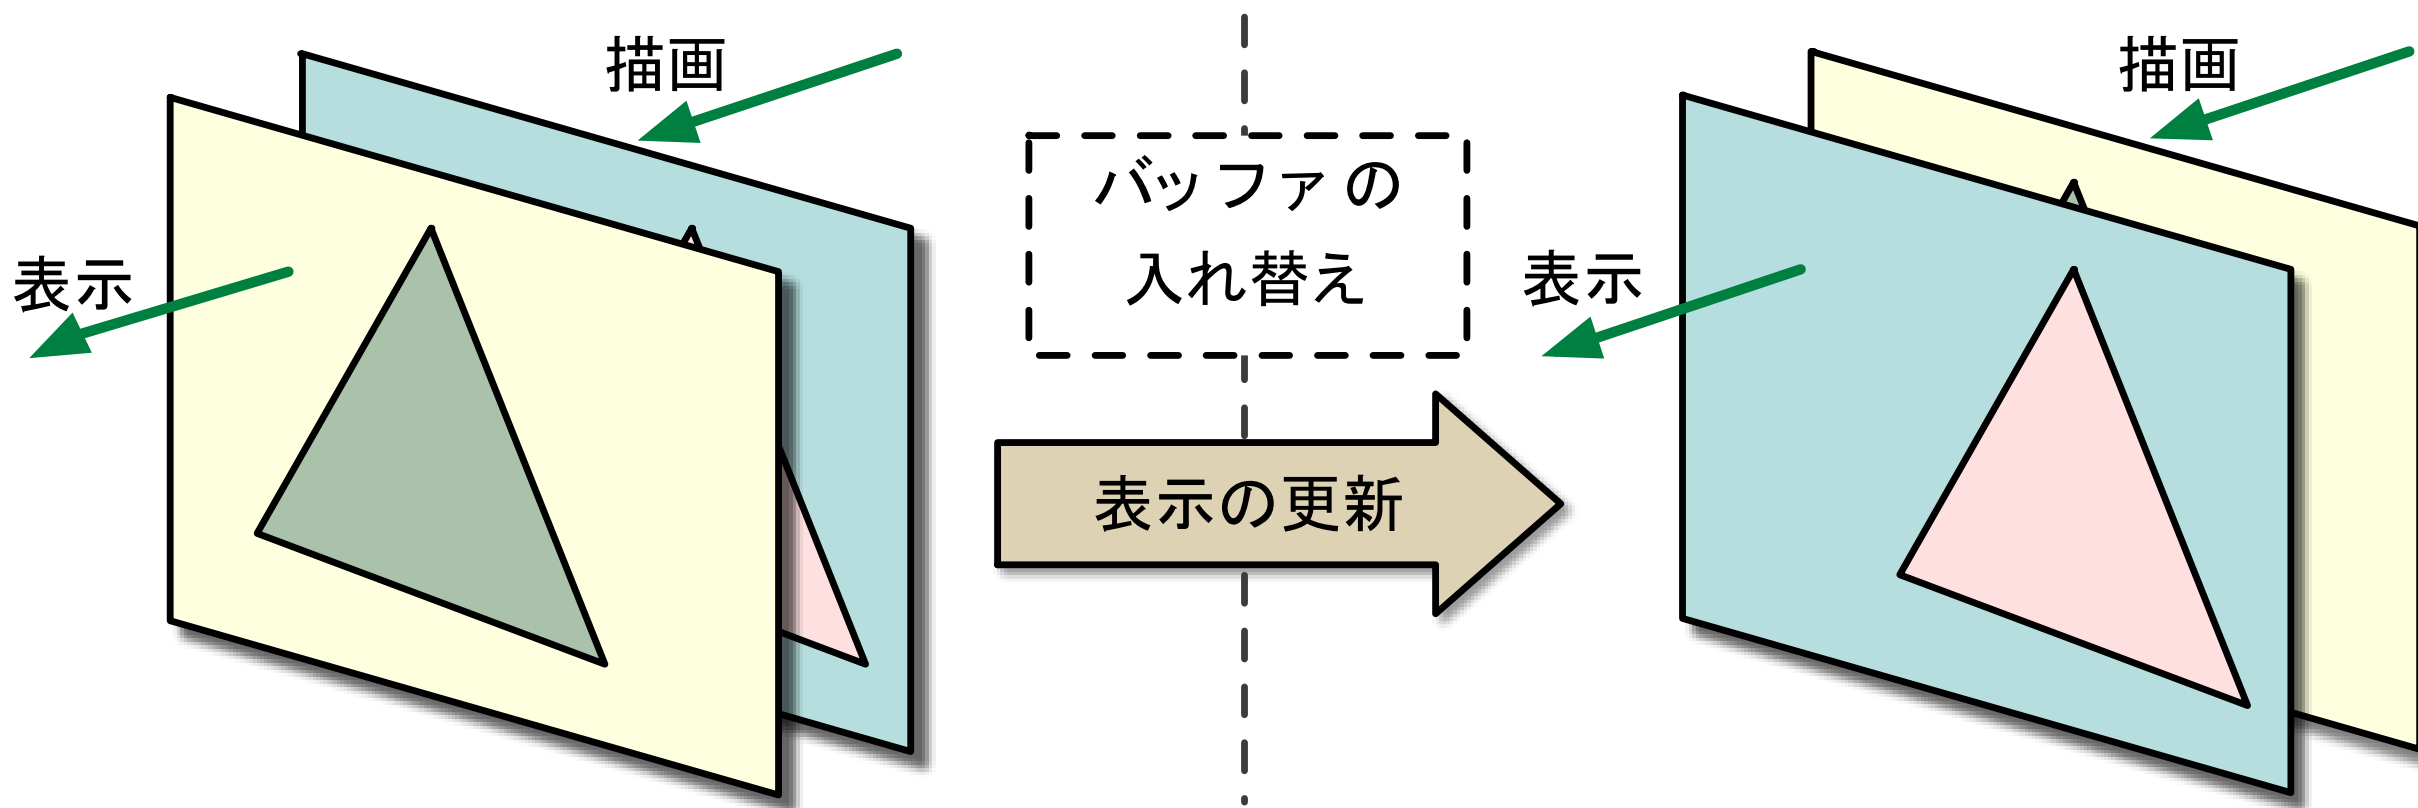 描画
表示
バッファの
入れ替え
表示の更新
描画
表示